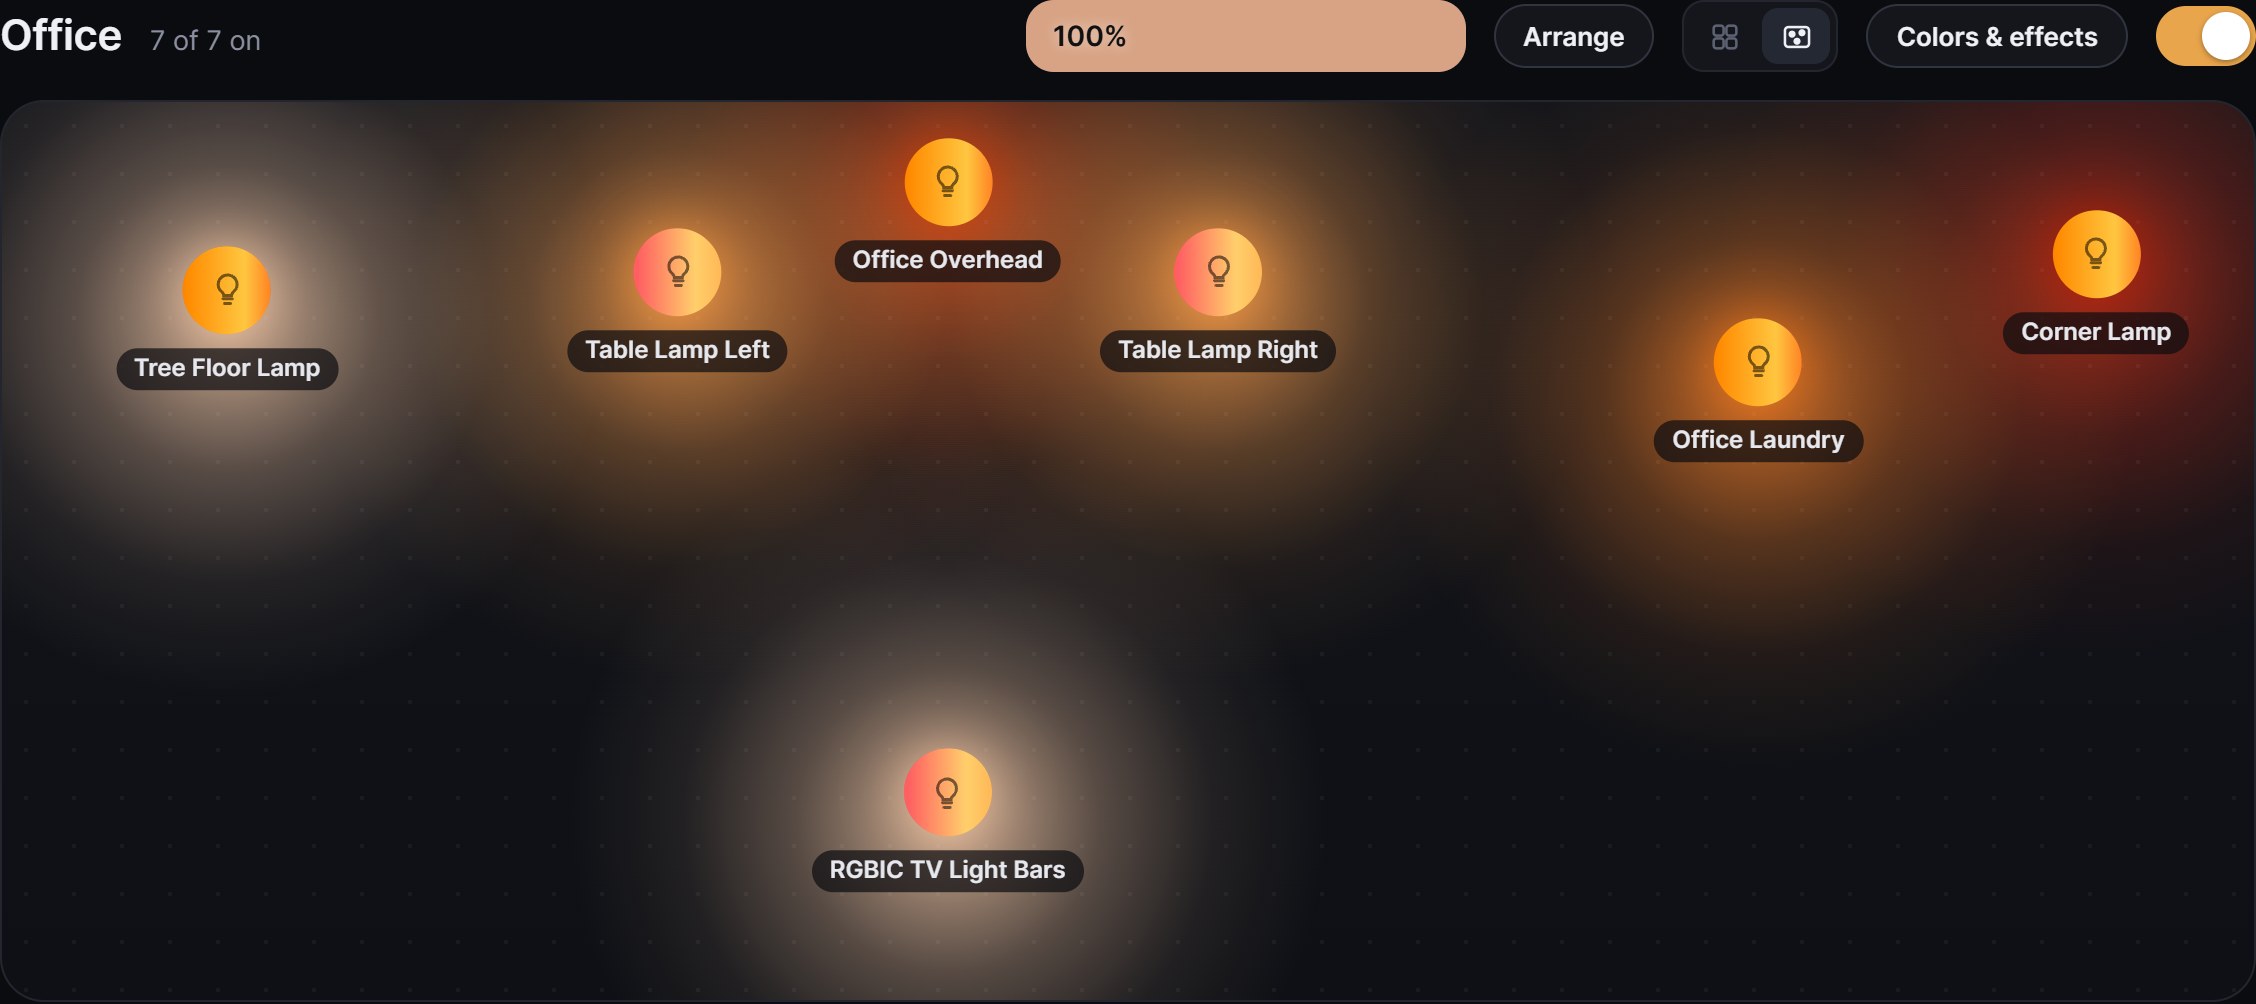 Office
7 of 7 on
100%
Arrange
Colors & effects
Office Overhead
Tree Floor Lamp
Table Lamp Left
Table Lamp Right
Corner Lamp
Office Laundry
RGBIC TV Light Bars